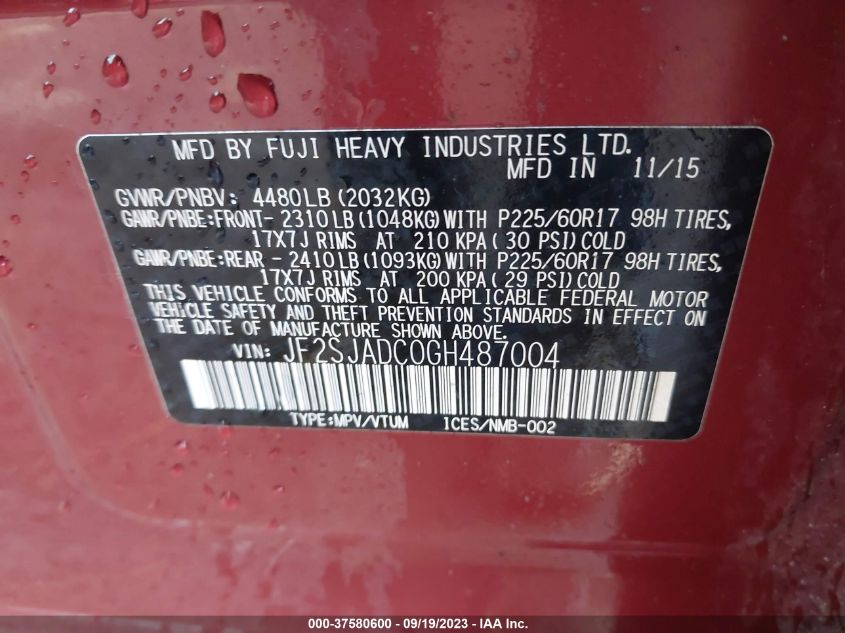 MFD BY FUJI HEAVY INDUSTRIES LTD.
MFD IN 11/15
GVWR/PNBV: 4480LB (2032KG)
GAWR/PNBE:FRONT- 2310LB (1048KG) WITH P225/60R17 98H TIRES,
17X7J RIMS AT 210 KPA( 30 PSI) COLD
GAWR/PNBE:REAR - 2410LB (1093KG) WITH P225/60R17 98H TIRES,
17X7J RIMS AT 200 KPA( 29 PSI) COLD
THIS VEHICLE CONFORMS TO ALL APPLICABLE FEDERAL MOTOR
VEHICLE SAFETY AND THEFT PREVENTION STANDARDS IN EFFECT ON
THE DATE OF MANUFACTURE SHOWN ABOVE.
VIN: JF2SJADC0GH487004
TYPE:MPV/VTUM ICES/NMB-002
000-37580600 - 09/19/2023 - IAA Inc.